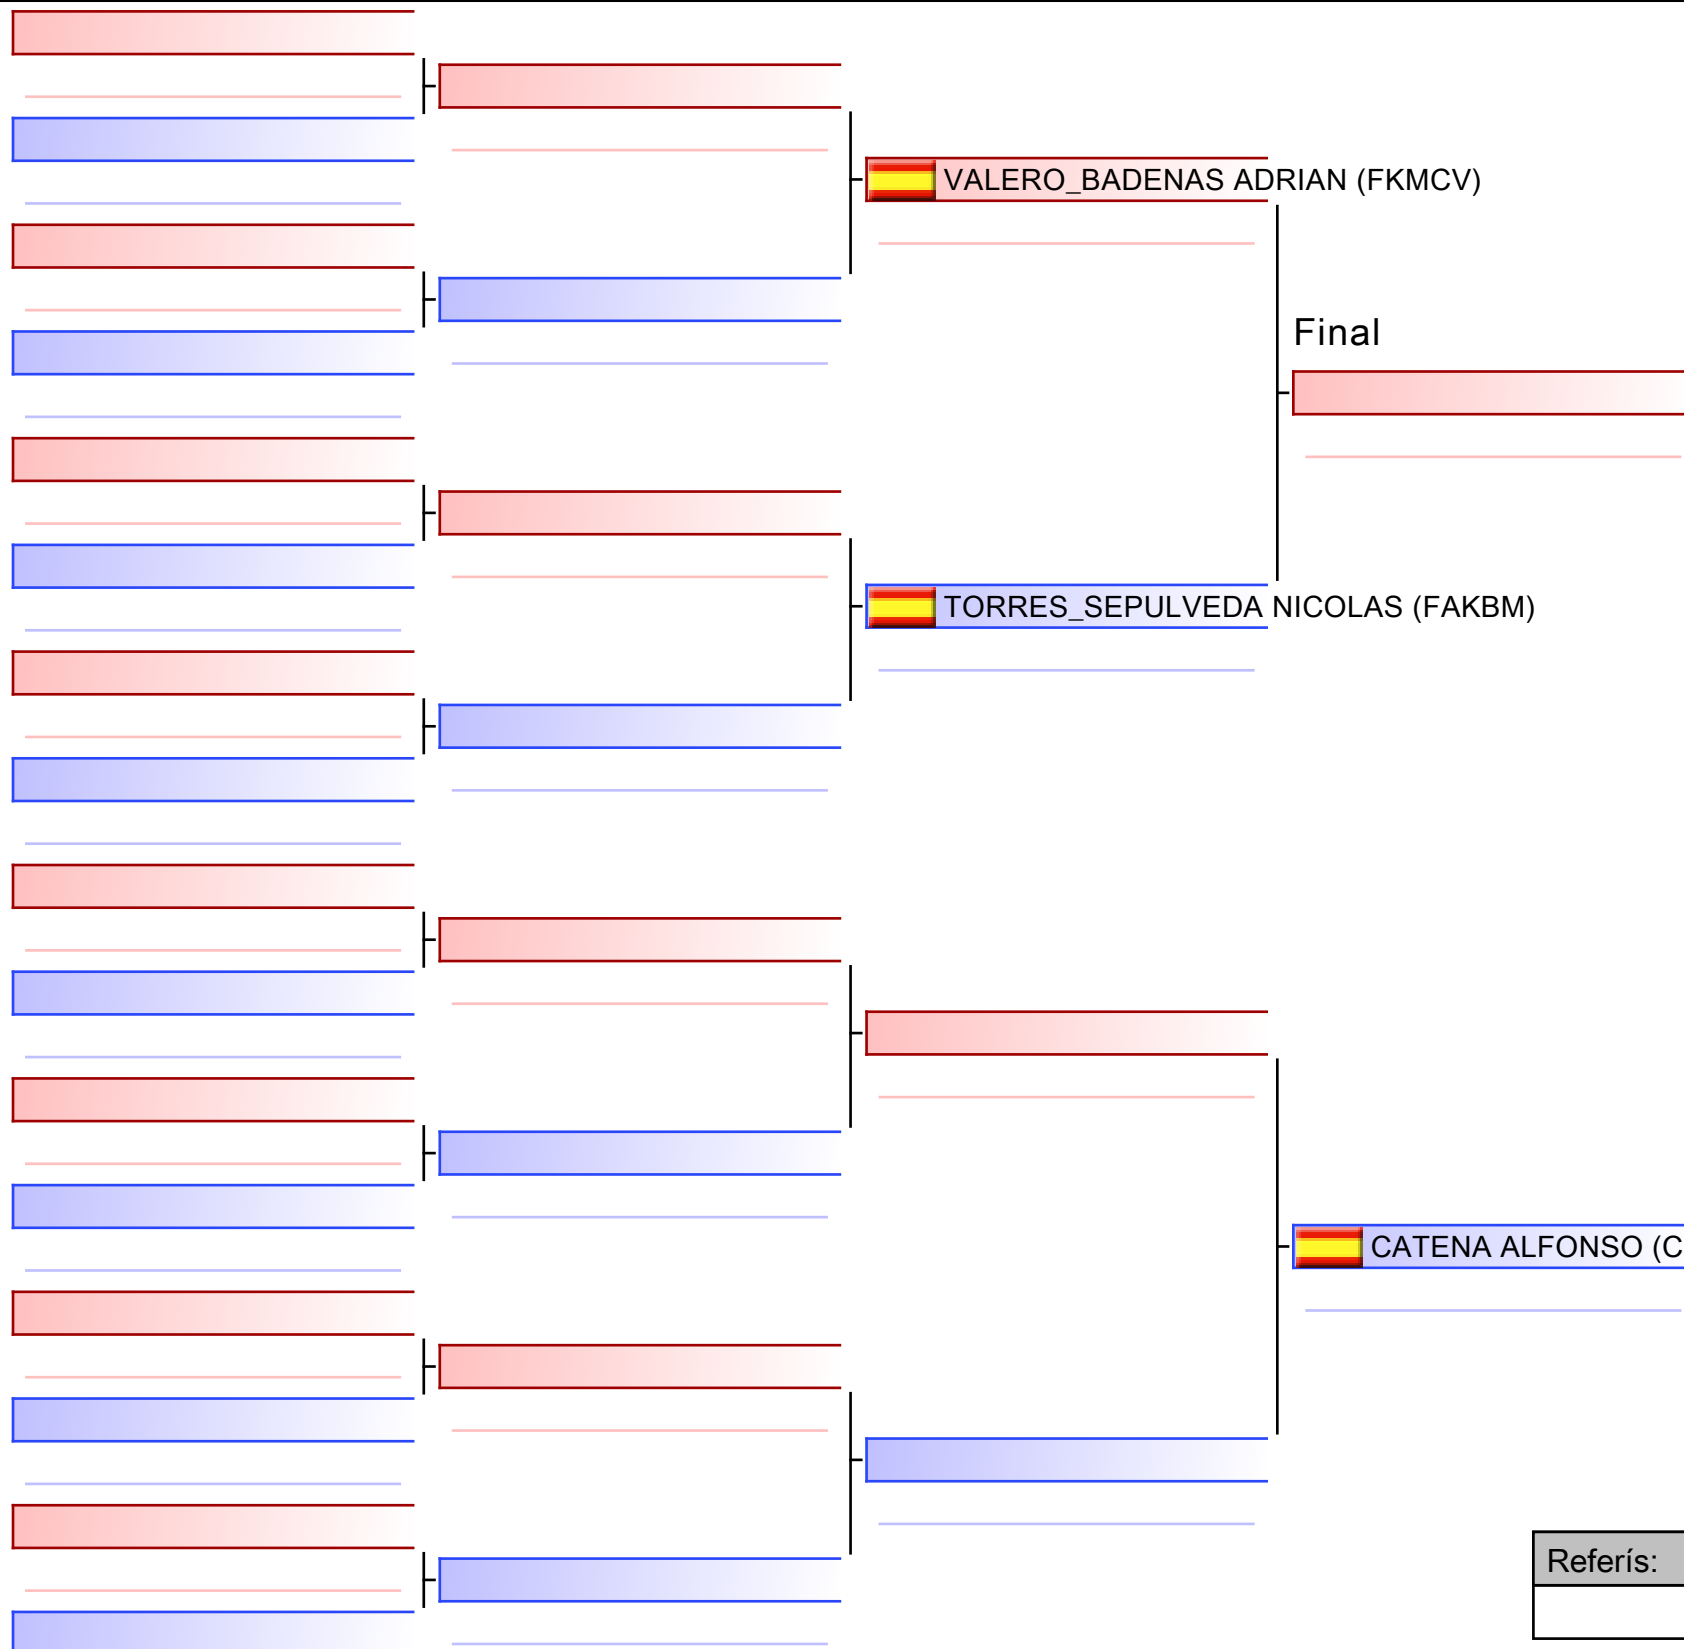 VALERO_BADENAS ADRIAN (FKMCV)
Final
TORRES_SEPULVEDA NICOLAS (FAKBM)
CATENA ALFONSO (C
Referís: